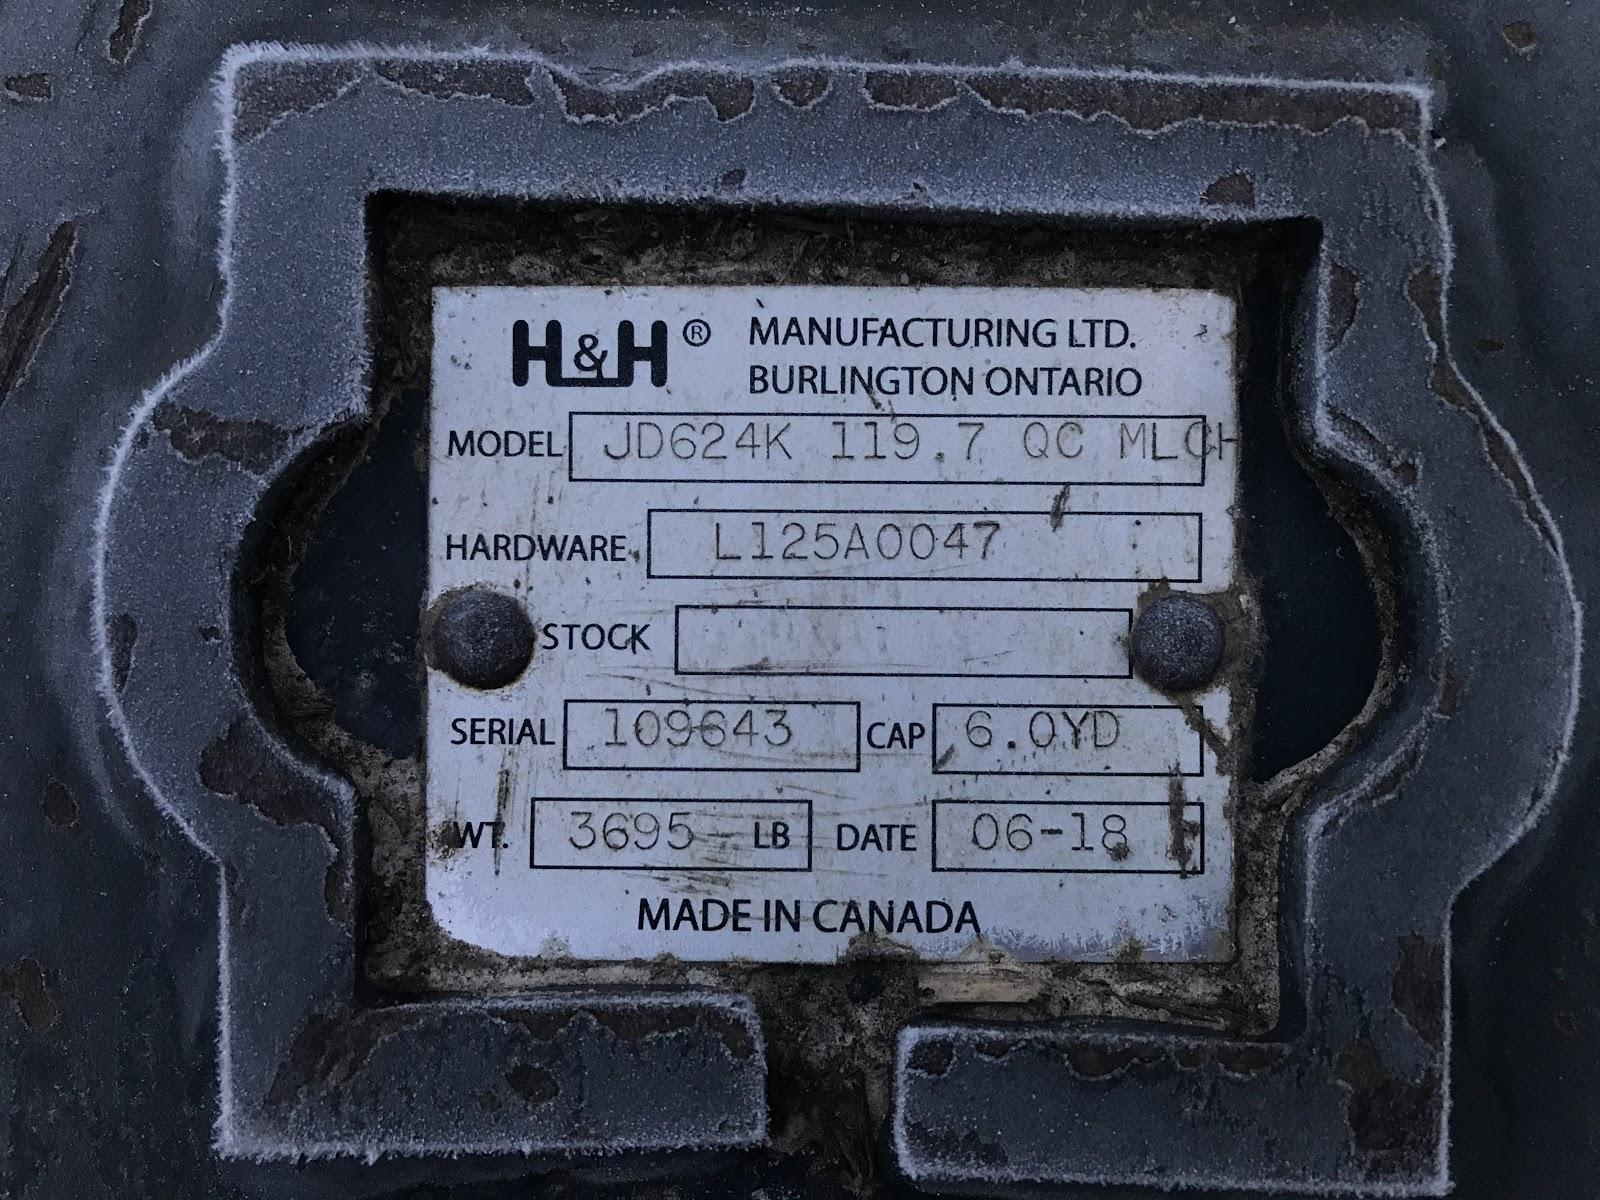 H&H® MANUFACTURING LTD.
BURLINGTON ONTARIO
MODEL JD624K 119.7 QC MLCH
HARDWARE L125A0047
STOCK
SERIAL 109643 CAP 6.0YD
WT. 3695 LB DATE 06-18
MADE IN CANADA